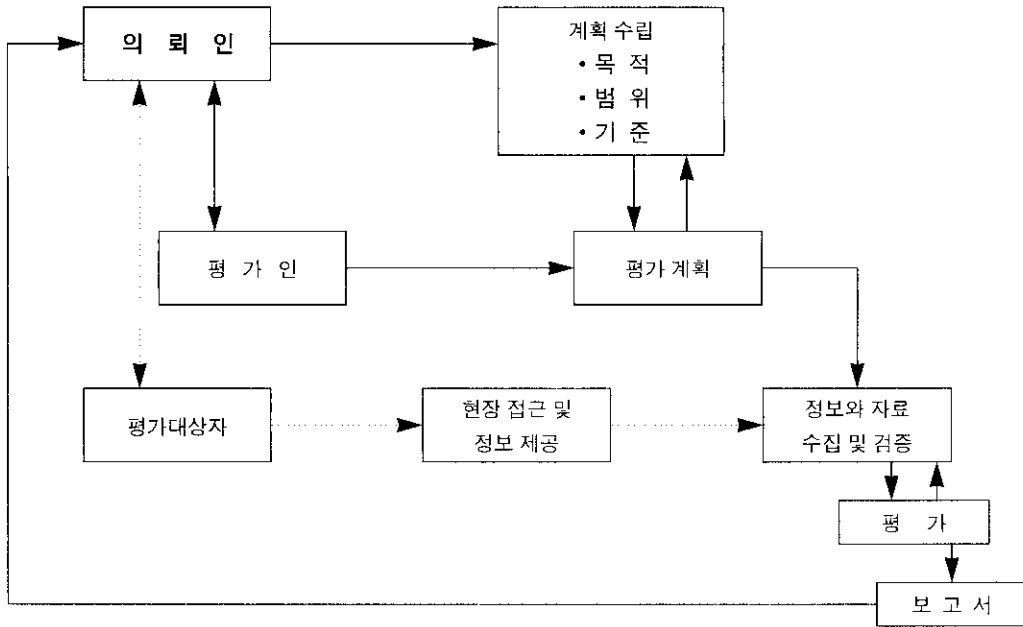 의 뢰 인
계획 수립
• 목 적
• 범 위
• 기 준
평 가 인
평가 계획
평가대상자
현장 접근 및
정보 제공
정보와 자료
수집 및 검증
평 가
보 고 서